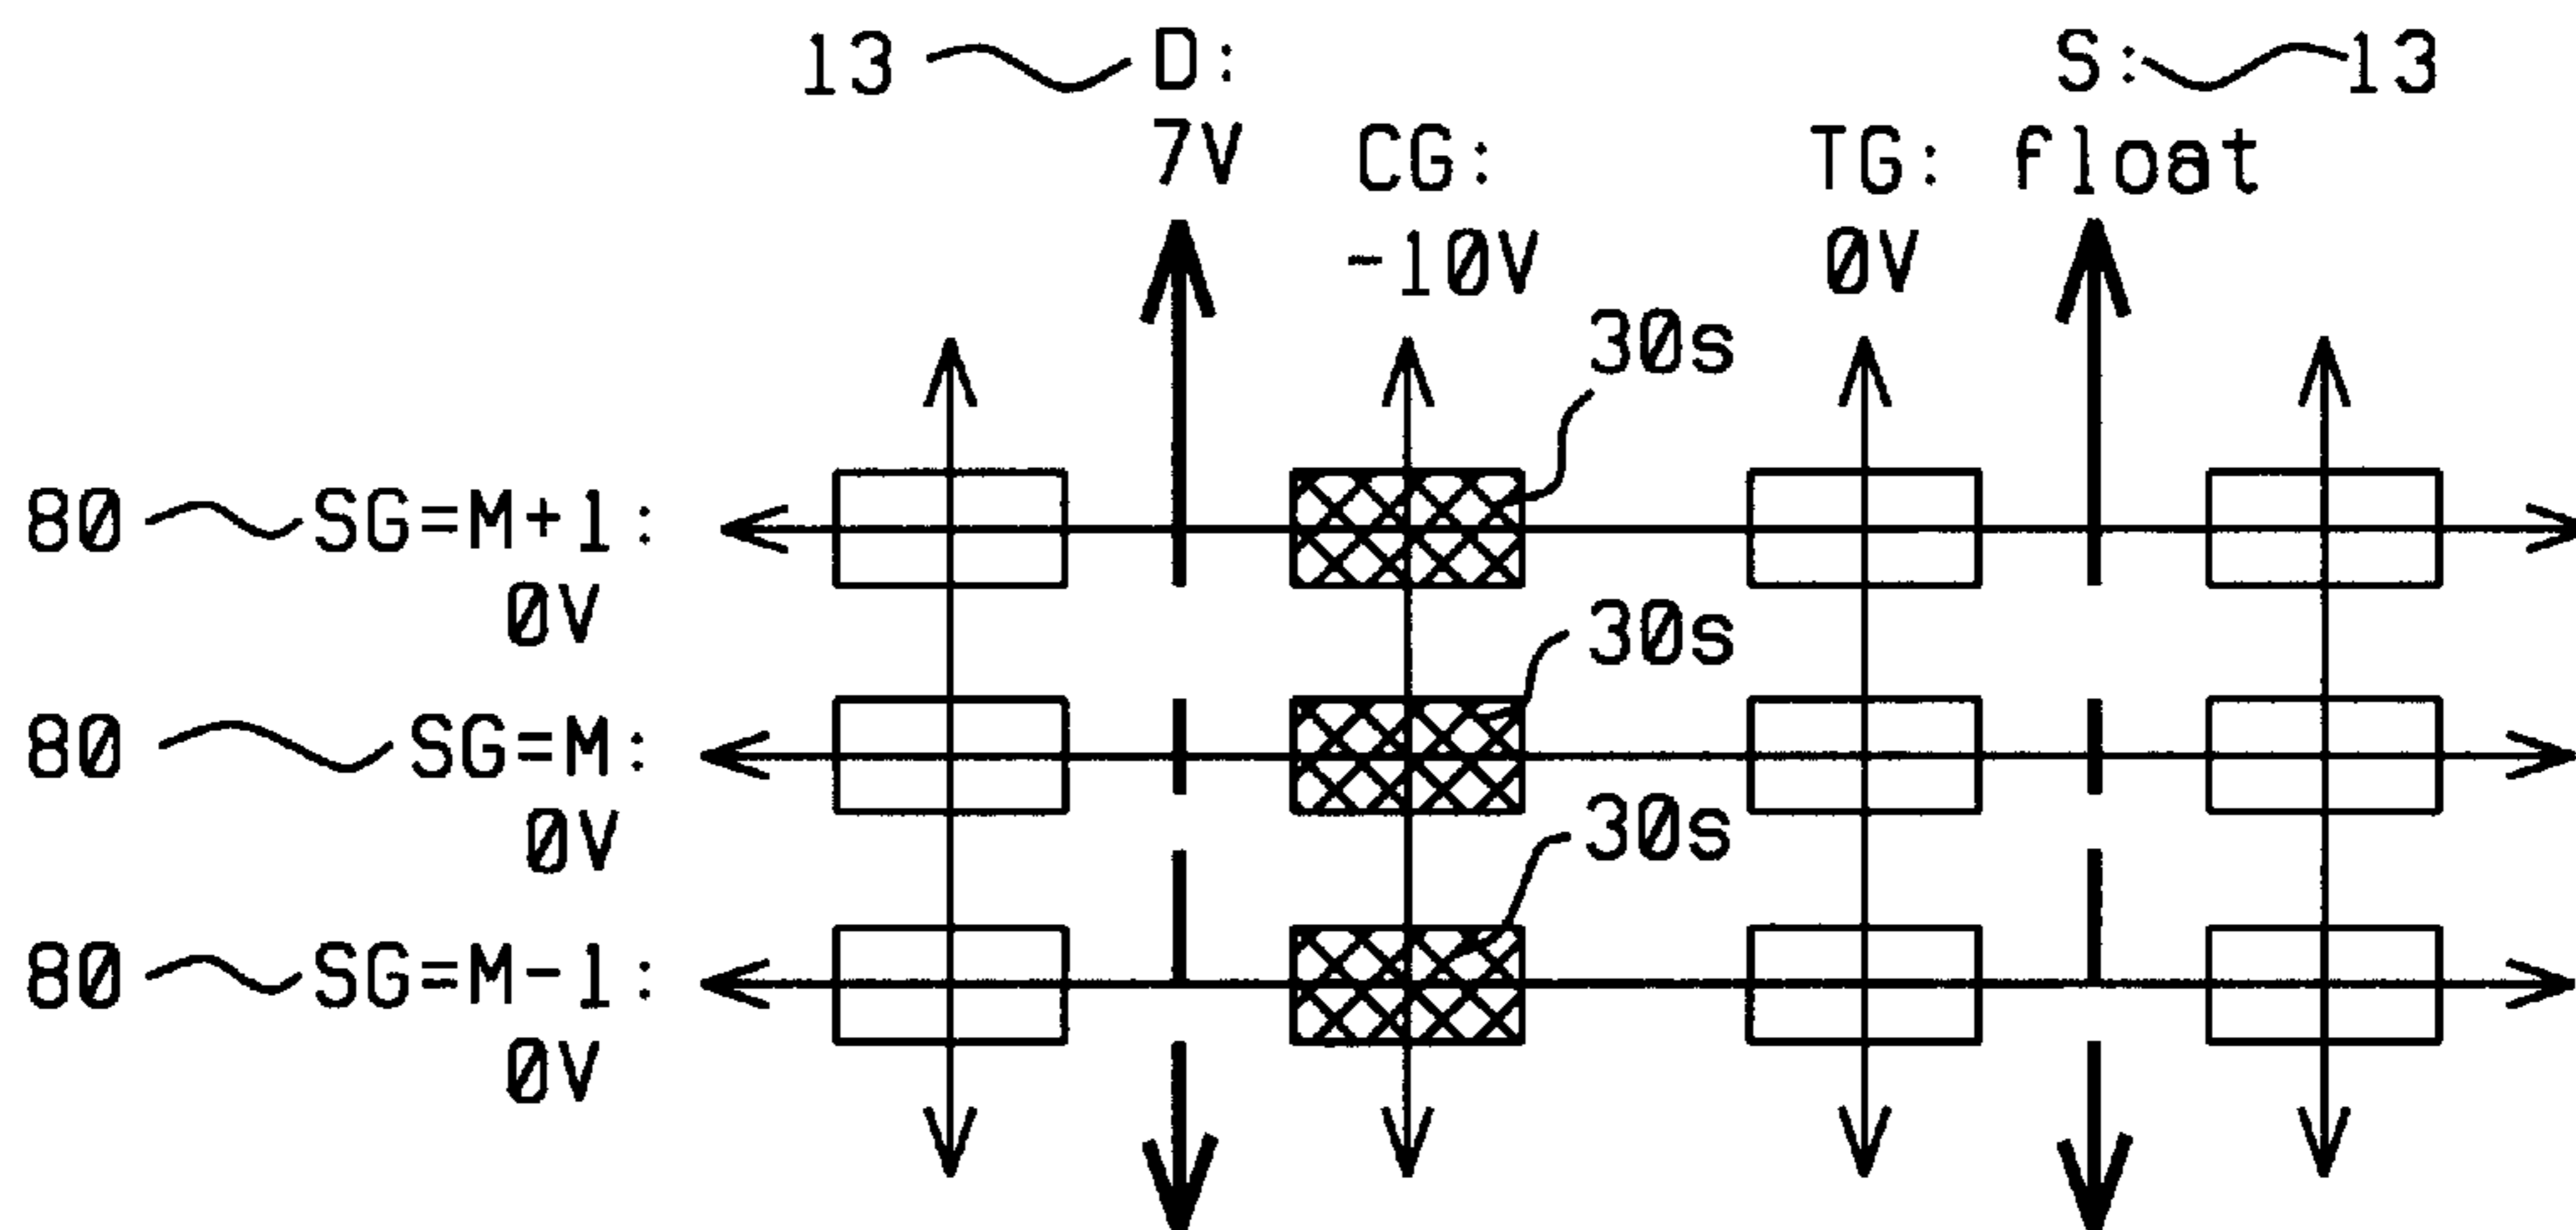 13 D: S: 13
7V CG: TG: float
-10V 0V
30s
80 SG=M+1:
0V
30s
80 SG=M:
0V
30s
80 SG=M-1:
0V